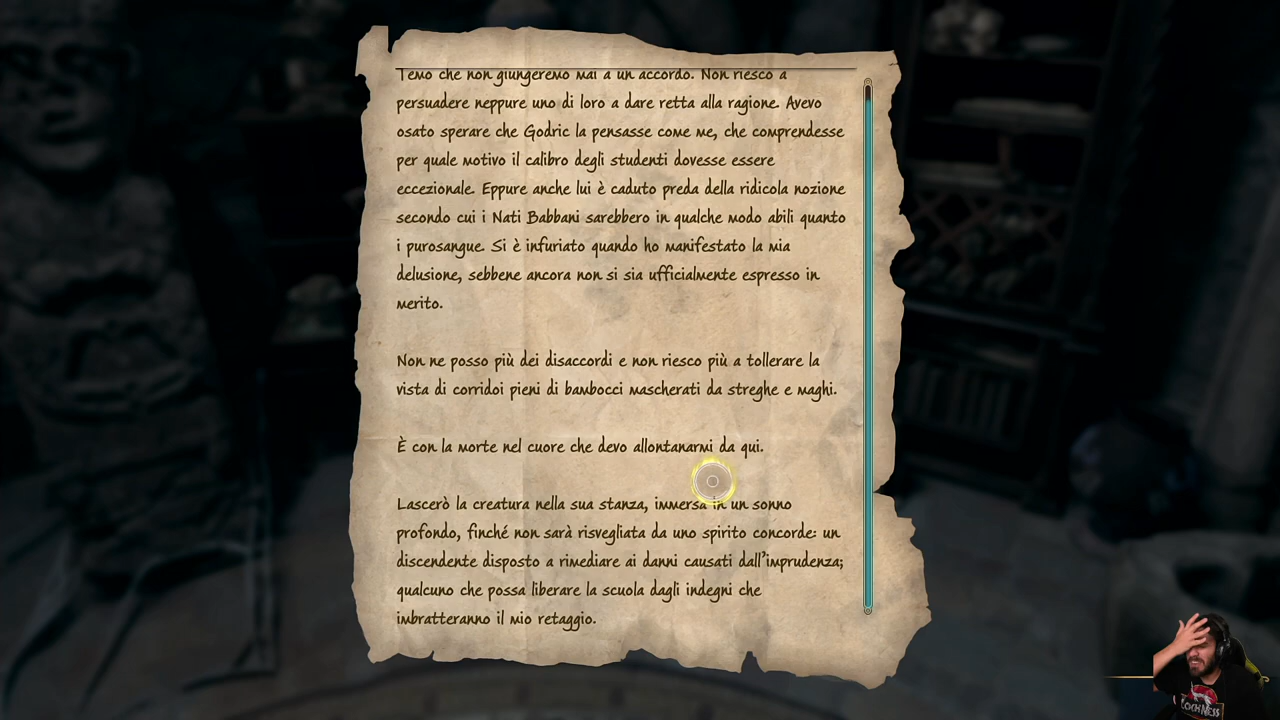 Temo che non giungeremo mai a un accordo. Non riesco a
persuadere neppure uno di loro a dare retta alla ragione. Avevo
osato sperare che Godric la pensasse come me, che comprendesse
per quale motivo il calibro degli studenti dovesse essere
eccezionale. Eppure anche lui è caduto preda della ridicola nozione
secondo cui i Nati Babbani sarebbero in qualche modo abili quanto
i purosangue. Si è infuriato quando ho manifestato la mia
delusione, sebbene ancora non si sia ufficialmente espresso in
merito.
Non ne posso più dei disaccordi e non riesco più a tollerare la
vista di corridoi pieni di bambocci mascherati da streghe e maghi.
È con la morte nel cuore che devo allontanarmi da qui.
Lascerò la creatura nella sua stanza, immersa in un sonno
profondo, finché non sarà risvegliata da uno spirito concorde: un
discendente disposto a rimediare ai danni causati dall'imprudenza;
qualcuno che possa liberare la scuola dagli indegni che
imbratteranno il mio retaggio.
LOCH NESS